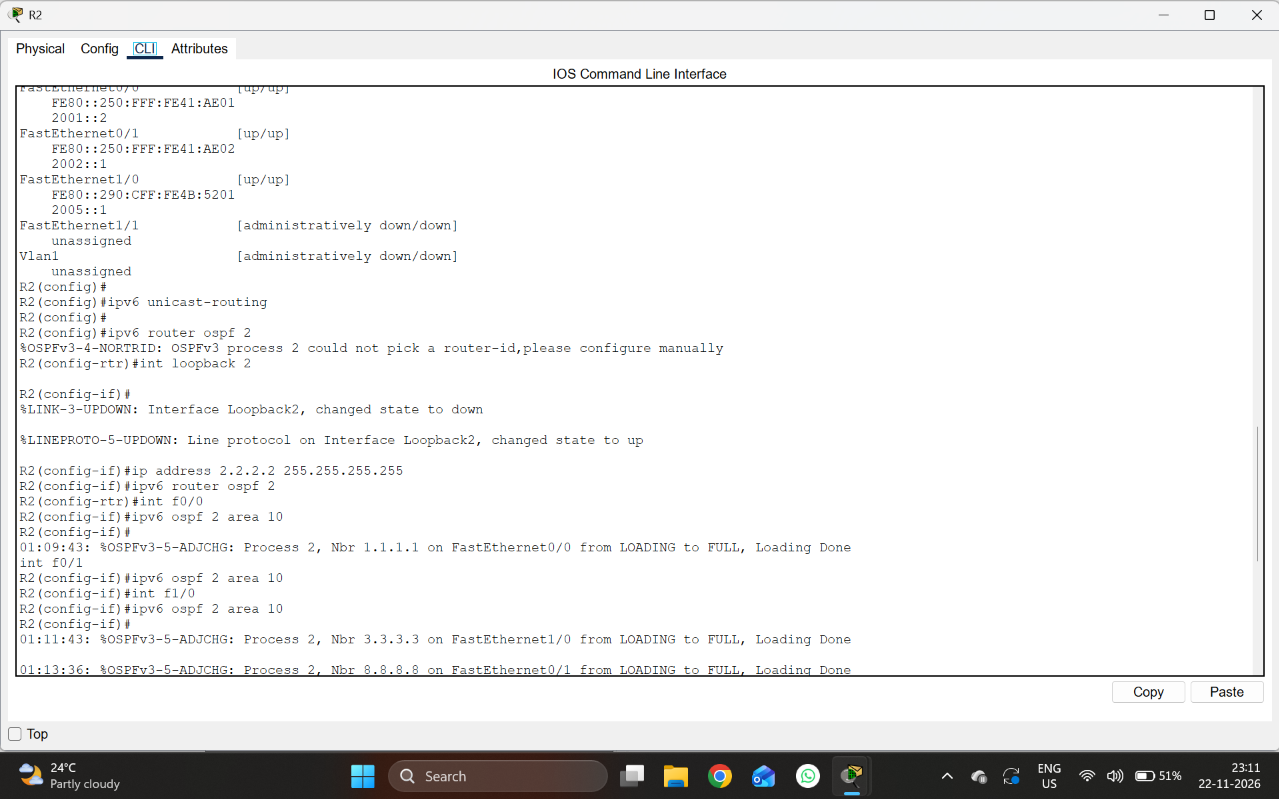 R2
Physical Config CLI Attributes
IOS Command Line Interface
FastEthernet0/0 [up/up]
FE80::250:FFF:FE41:AE01
2001::2
FastEthernet0/1 [up/up]
FE80::250:FFF:FE41:AE02
2002::1
FastEthernet1/0 [up/up]
FE80::290:CFF:FE4B:5201
2005::1
FastEthernet1/1 [administratively down/down]
unassigned
Vlan1 [administratively down/down]
unassigned
R2(config)#
R2(config)#ipv6 unicast-routing
R2(config)#
R2(config)#ipv6 router ospf 2
%OSPFv3-4-NORTRID: OSPFv3 process 2 could not pick a router-id,please configure manually
R2(config-rtr)#int loopback 2
R2(config-if)#
%LINK-3-UPDOWN: Interface Loopback2, changed state to down
%LINEPROTO-5-UPDOWN: Line protocol on Interface Loopback2, changed state to up
R2(config-if)#ip address 2.2.2.2 255.255.255.255
R2(config-if)#ipv6 router ospf 2
R2(config-rtr)#int f0/0
R2(config-if)#ipv6 ospf 2 area 10
R2(config-if)#
01:09:43: %OSPFv3-5-ADJCHG: Process 2, Nbr 1.1.1.1 on FastEthernet0/0 from LOADING to FULL, Loading Done
int f0/1
R2(config-if)#ipv6 ospf 2 area 10
R2(config-if)#int f1/0
R2(config-if)#ipv6 ospf 2 area 10
R2(config-if)#
01:11:43: %OSPFv3-5-ADJCHG: Process 2, Nbr 3.3.3.3 on FastEthernet1/0 from LOADING to FULL, Loading Done
01:13:36: %OSPFv3-5-ADJCHG: Process 2, Nbr 8.8.8.8 on FastEthernet0/1 from LOADING to FULL, Loading Done
Copy Paste
Top
24°C
Partly cloudy
Search
ENG
US
51%
23:11
22-11-2026